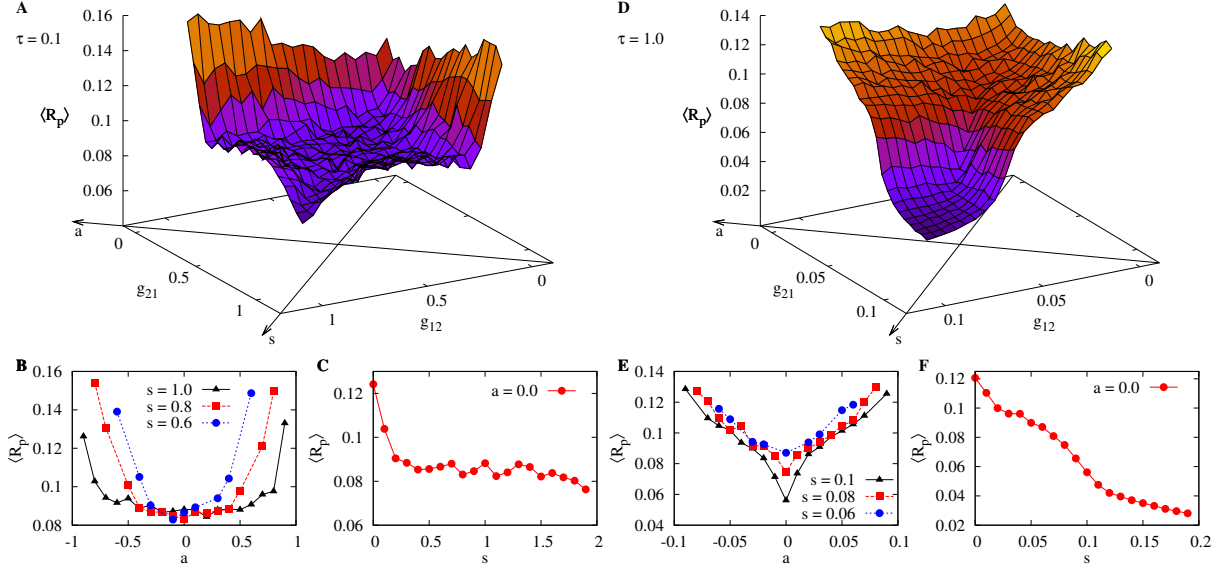 A
τ = 0.1
⟨R_p⟩
0.16
0.14
0.12
0.1
0.08
0.06
a
0
0.5
1
g_21
s
1
0.5
0
g_12
D
τ = 1.0
⟨R_p⟩
0.14
0.12
0.1
0.08
0.06
0.04
0.02
a
0
0.05
0.1
g_21
s
0.1
0.05
0
g_12
B
⟨R_p⟩
0.16
0.14
0.12
0.10
0.08
-1
-0.5
0
0.5
1
a
s = 1.0
s = 0.8
s = 0.6
C
⟨R_p⟩
0.12
0.10
0.08
0.06
0
0.5
1
1.5
2
s
a = 0.0
E
⟨R_p⟩
0.14
0.12
0.10
0.08
0.06
0.04
-0.1
-0.05
0
0.05
0.1
a
s = 0.1
s = 0.08
s = 0.06
F
⟨R_p⟩
0.12
0.10
0.08
0.06
0.04
0.02
0
0.05
0.1
0.15
0.2
s
a = 0.0